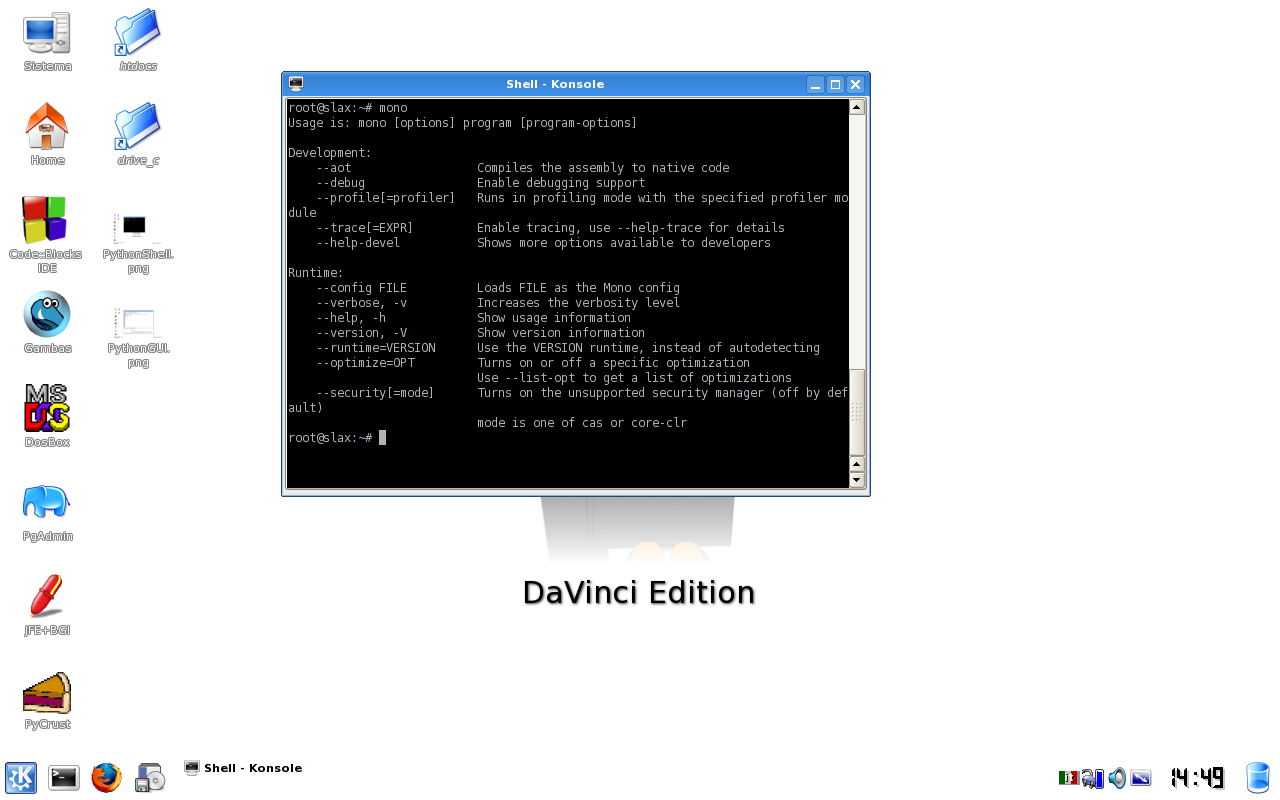 Sistema
htdocs
Home
drive_c
Code::Blocks
IDE
PythonShell.
png
Gambas
PythonGUI.
png
MS
DOS
DosBox
PgAdmin
JFE+BGI
PyCrust
Shell - Konsole
root@slax:~# mono
Usage is: mono [options] program [program-options]
Development:
--aot Compiles the assembly to native code
--debug Enable debugging support
--profile[=profiler] Runs in profiling mode with the specified profiler mo
dule
--trace[=EXPR] Enable tracing, use --help-trace for details
--help-devel Shows more options available to developers
Runtime:
--config FILE Loads FILE as the Mono config
--verbose, -v Increases the verbosity level
--help, -h Show usage information
--version, -V Show version information
--runtime=VERSION Use the VERSION runtime, instead of autodetecting
--optimize=OPT Turns on or off a specific optimization
Use --list-opt to get a list of optimizations
--security[=mode] Turns on the unsupported security manager (off by def
ault)
mode is one of cas or core-clr
root@slax:~#
DaVinci Edition
Shell - Konsole
it
14:49